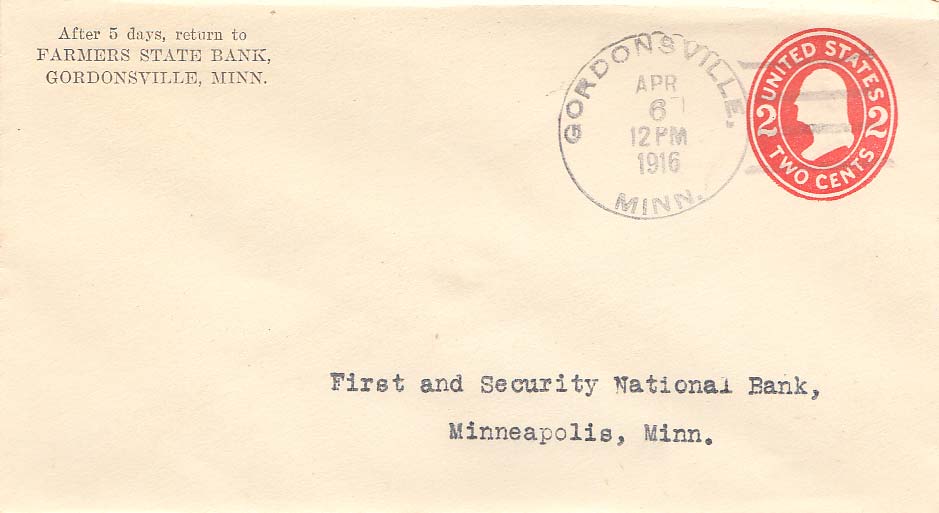 After 5 days, return to
FARMERS STATE BANK,
GORDONSVILLE, MINN.
GORDONSVILLE,
APR
6
12 PM
1916
MINN.
UNITED STATES
2 2
TWO CENTS
First and Security National Bank,
Minneapolis, Minn.